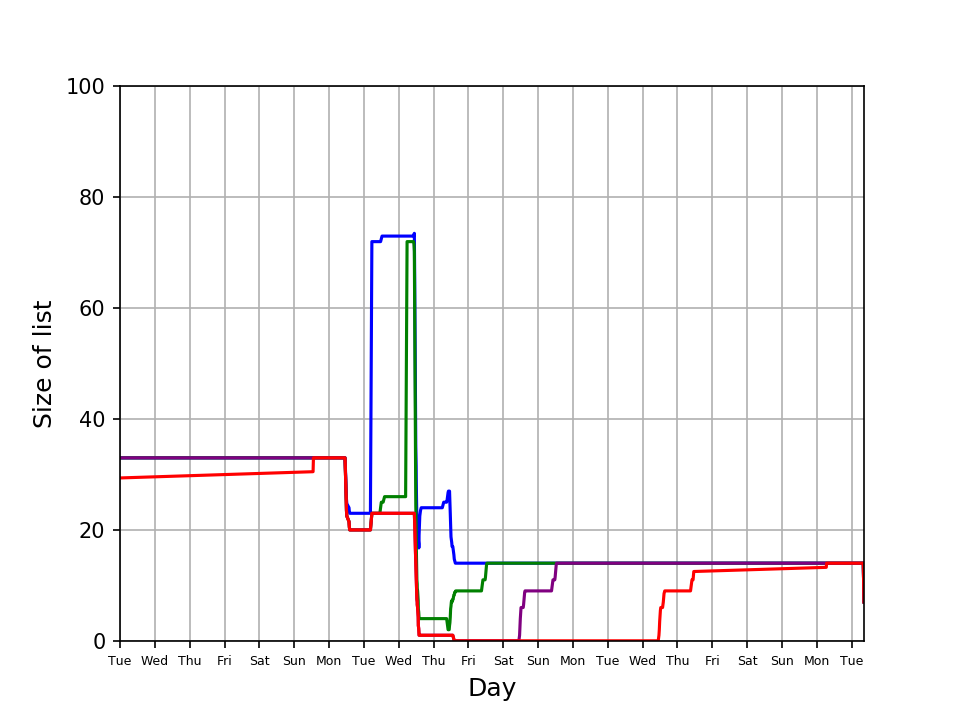 100
80
60
40
20
0
Size of list
Tue Wed Thu Fri Sat Sun Mon Tue Wed Thu Fri Sat Sun Mon Tue Wed Thu Fri Sat Sun Mon Tue
Day